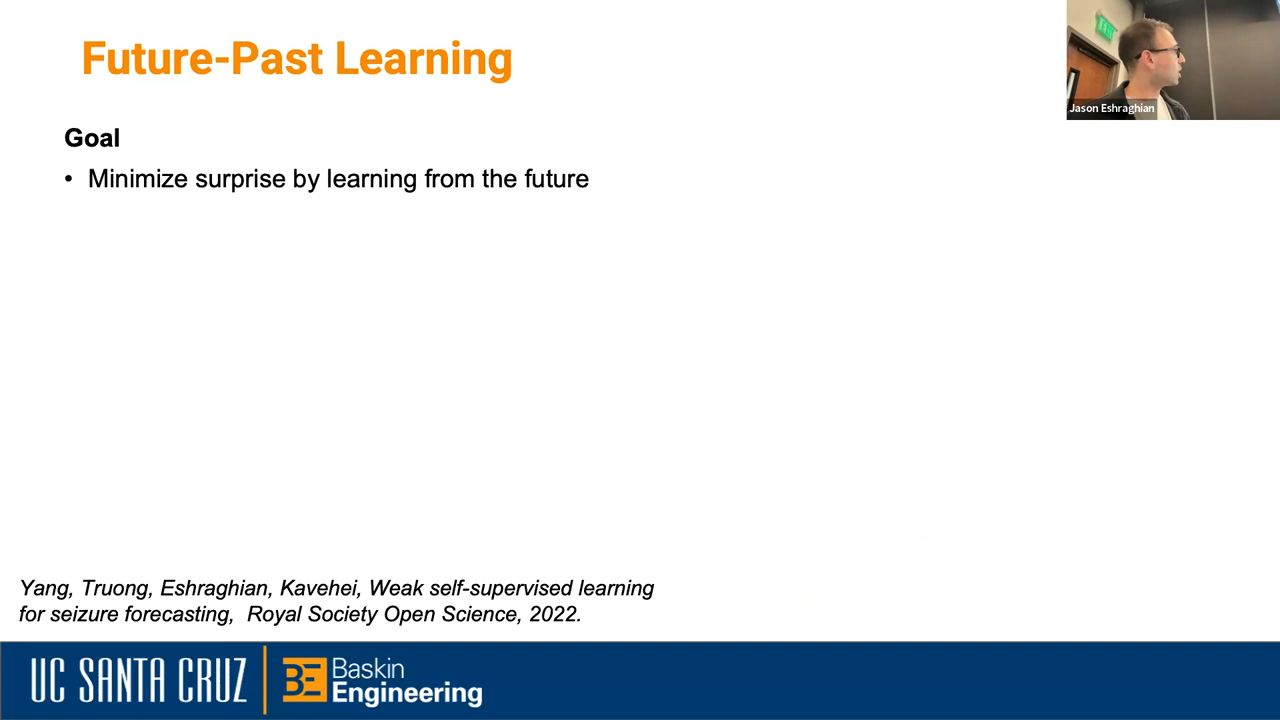 Future-Past Learning
EXIT
Jason Eshraghian
Goal
• Minimize surprise by learning from the future
Yang, Truong, Eshraghian, Kavehei, Weak self-supervised learning
for seizure forecasting, Royal Society Open Science, 2022.
UC SANTA CRUZ
BE
Baskin
Engineering